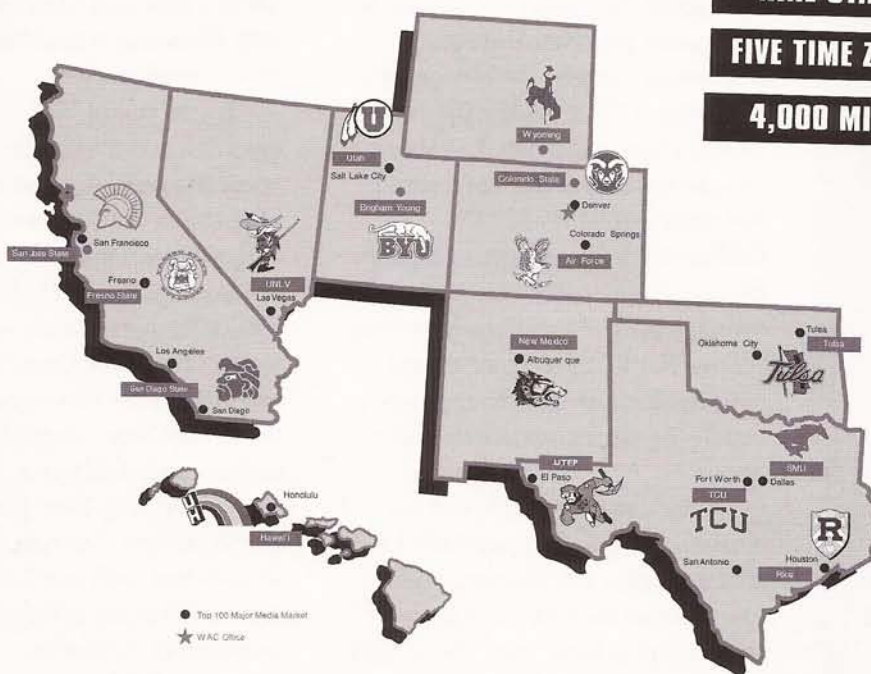 FIVE TIME Z
4,000 MI
Wyoming
U
Utah
Salt Lake City
Brigham Young
BYU
Colorado State
Denver
Colorado Springs
Air Force
San Francisco
San Jose State
Fresno
Fresno State
UNLV
Las Vegas
Los Angeles
San Diego State
San Diego
New Mexico
Albuquer que
Oklahoma City
Tulsa
Tulsa
Tulsa
SMU
Fort Worth
Dallas
TCU
TCU
UTEP
El Paso
R
San Antonio
Houston
Rice
Honolulu
UH
Hawai'i
Top 100 Major Media Market
WAC Office